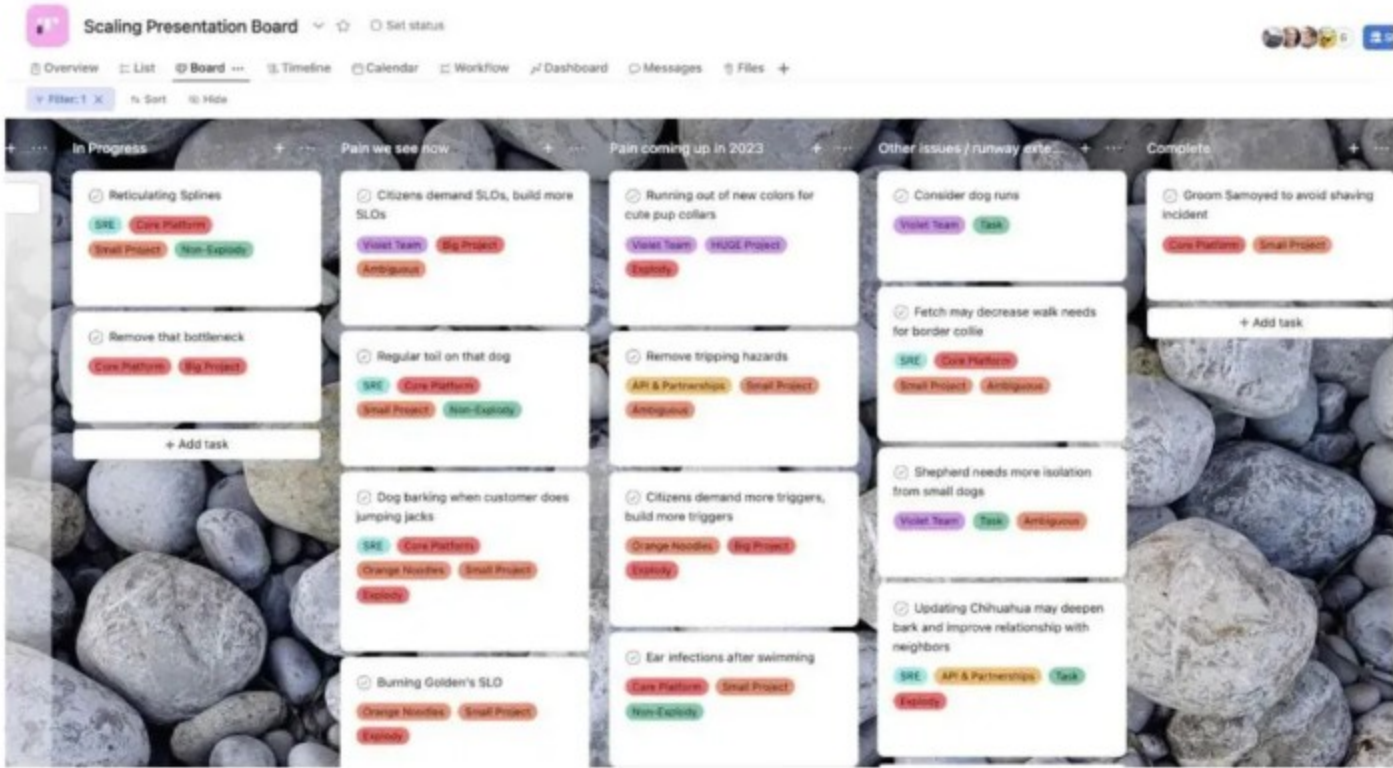 Scaling Presentation Board
Set status
6
Overview
List
Board ...
Timeline
Calendar
Workflow
Dashboard
Messages
Files
+
Filter: 1 X
Sort
Hide
+ ...
In Progress + ...
Reticulating Splines
SRE Core Platform
Small Project Non-Explody
Remove that bottleneck
Core Platform Big Project
+ Add task
Pain we see now + ...
Citizens demand SLOs, build more
SLOs
Violet Team Big Project
Ambiguous
Regular toil on that dog
SRE Core Platform
Small Project Non-Explody
Dog barking when customer does
jumping jacks
SRE Core Platform
Orange Noodles Small Project
Explody
Burning Golden's SLO
Orange Noodles Small Project
Explody
Pain coming up in 2023 + ...
Running out of new colors for
cute pup collars
Violet Team HUGE Project
Explody
Remove tripping hazards
API & Partnerships Small Project
Ambiguous
Citizens demand more triggers,
build more triggers
Orange Noodles Big Project
Explody
Ear infections after swimming
Core Platform Small Project
Non-Explody
Other issues / runway exte... + ...
Consider dog runs
Violet Team Task
Fetch may decrease walk needs
for border collie
SRE Core Platform
Small Project Ambiguous
Shepherd needs more isolation
from small dogs
Violet Team Task Ambiguous
Updating Chihuahua may deepen
bark and improve relationship with
neighbors
SRE API & Partnerships Task
Explody
Complete + ...
Groom Samoyed to avoid shaving
incident
Core Platform Small Project
+ Add task